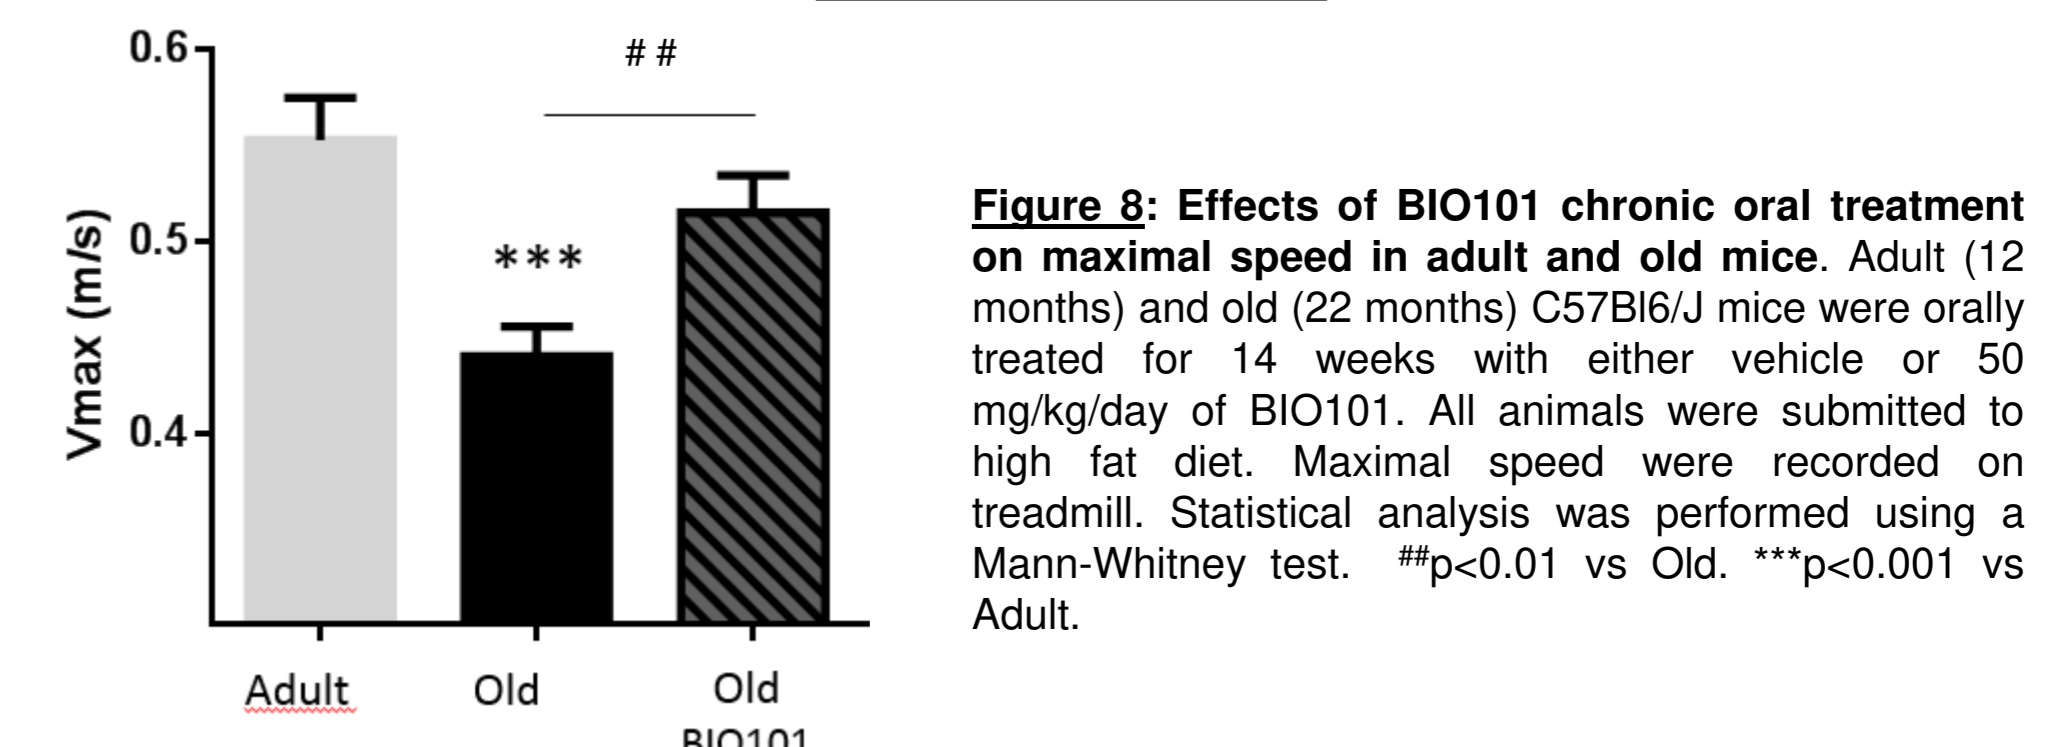 0.6
# #
0.5
***
0.4
Vmax (m/s)
Adult
Old
Old
BIO101
Figure 8: Effects of BIO101 chronic oral treatment
on maximal speed in adult and old mice. Adult (12
months) and old (22 months) C57Bl6/J mice were orally
treated for 14 weeks with either vehicle or 50
mg/kg/day of BIO101. All animals were submitted to
high fat diet. Maximal speed were recorded on
treadmill. Statistical analysis was performed using a
Mann-Whitney test. ##p<0.01 vs Old. ***p<0.001 vs
Adult.